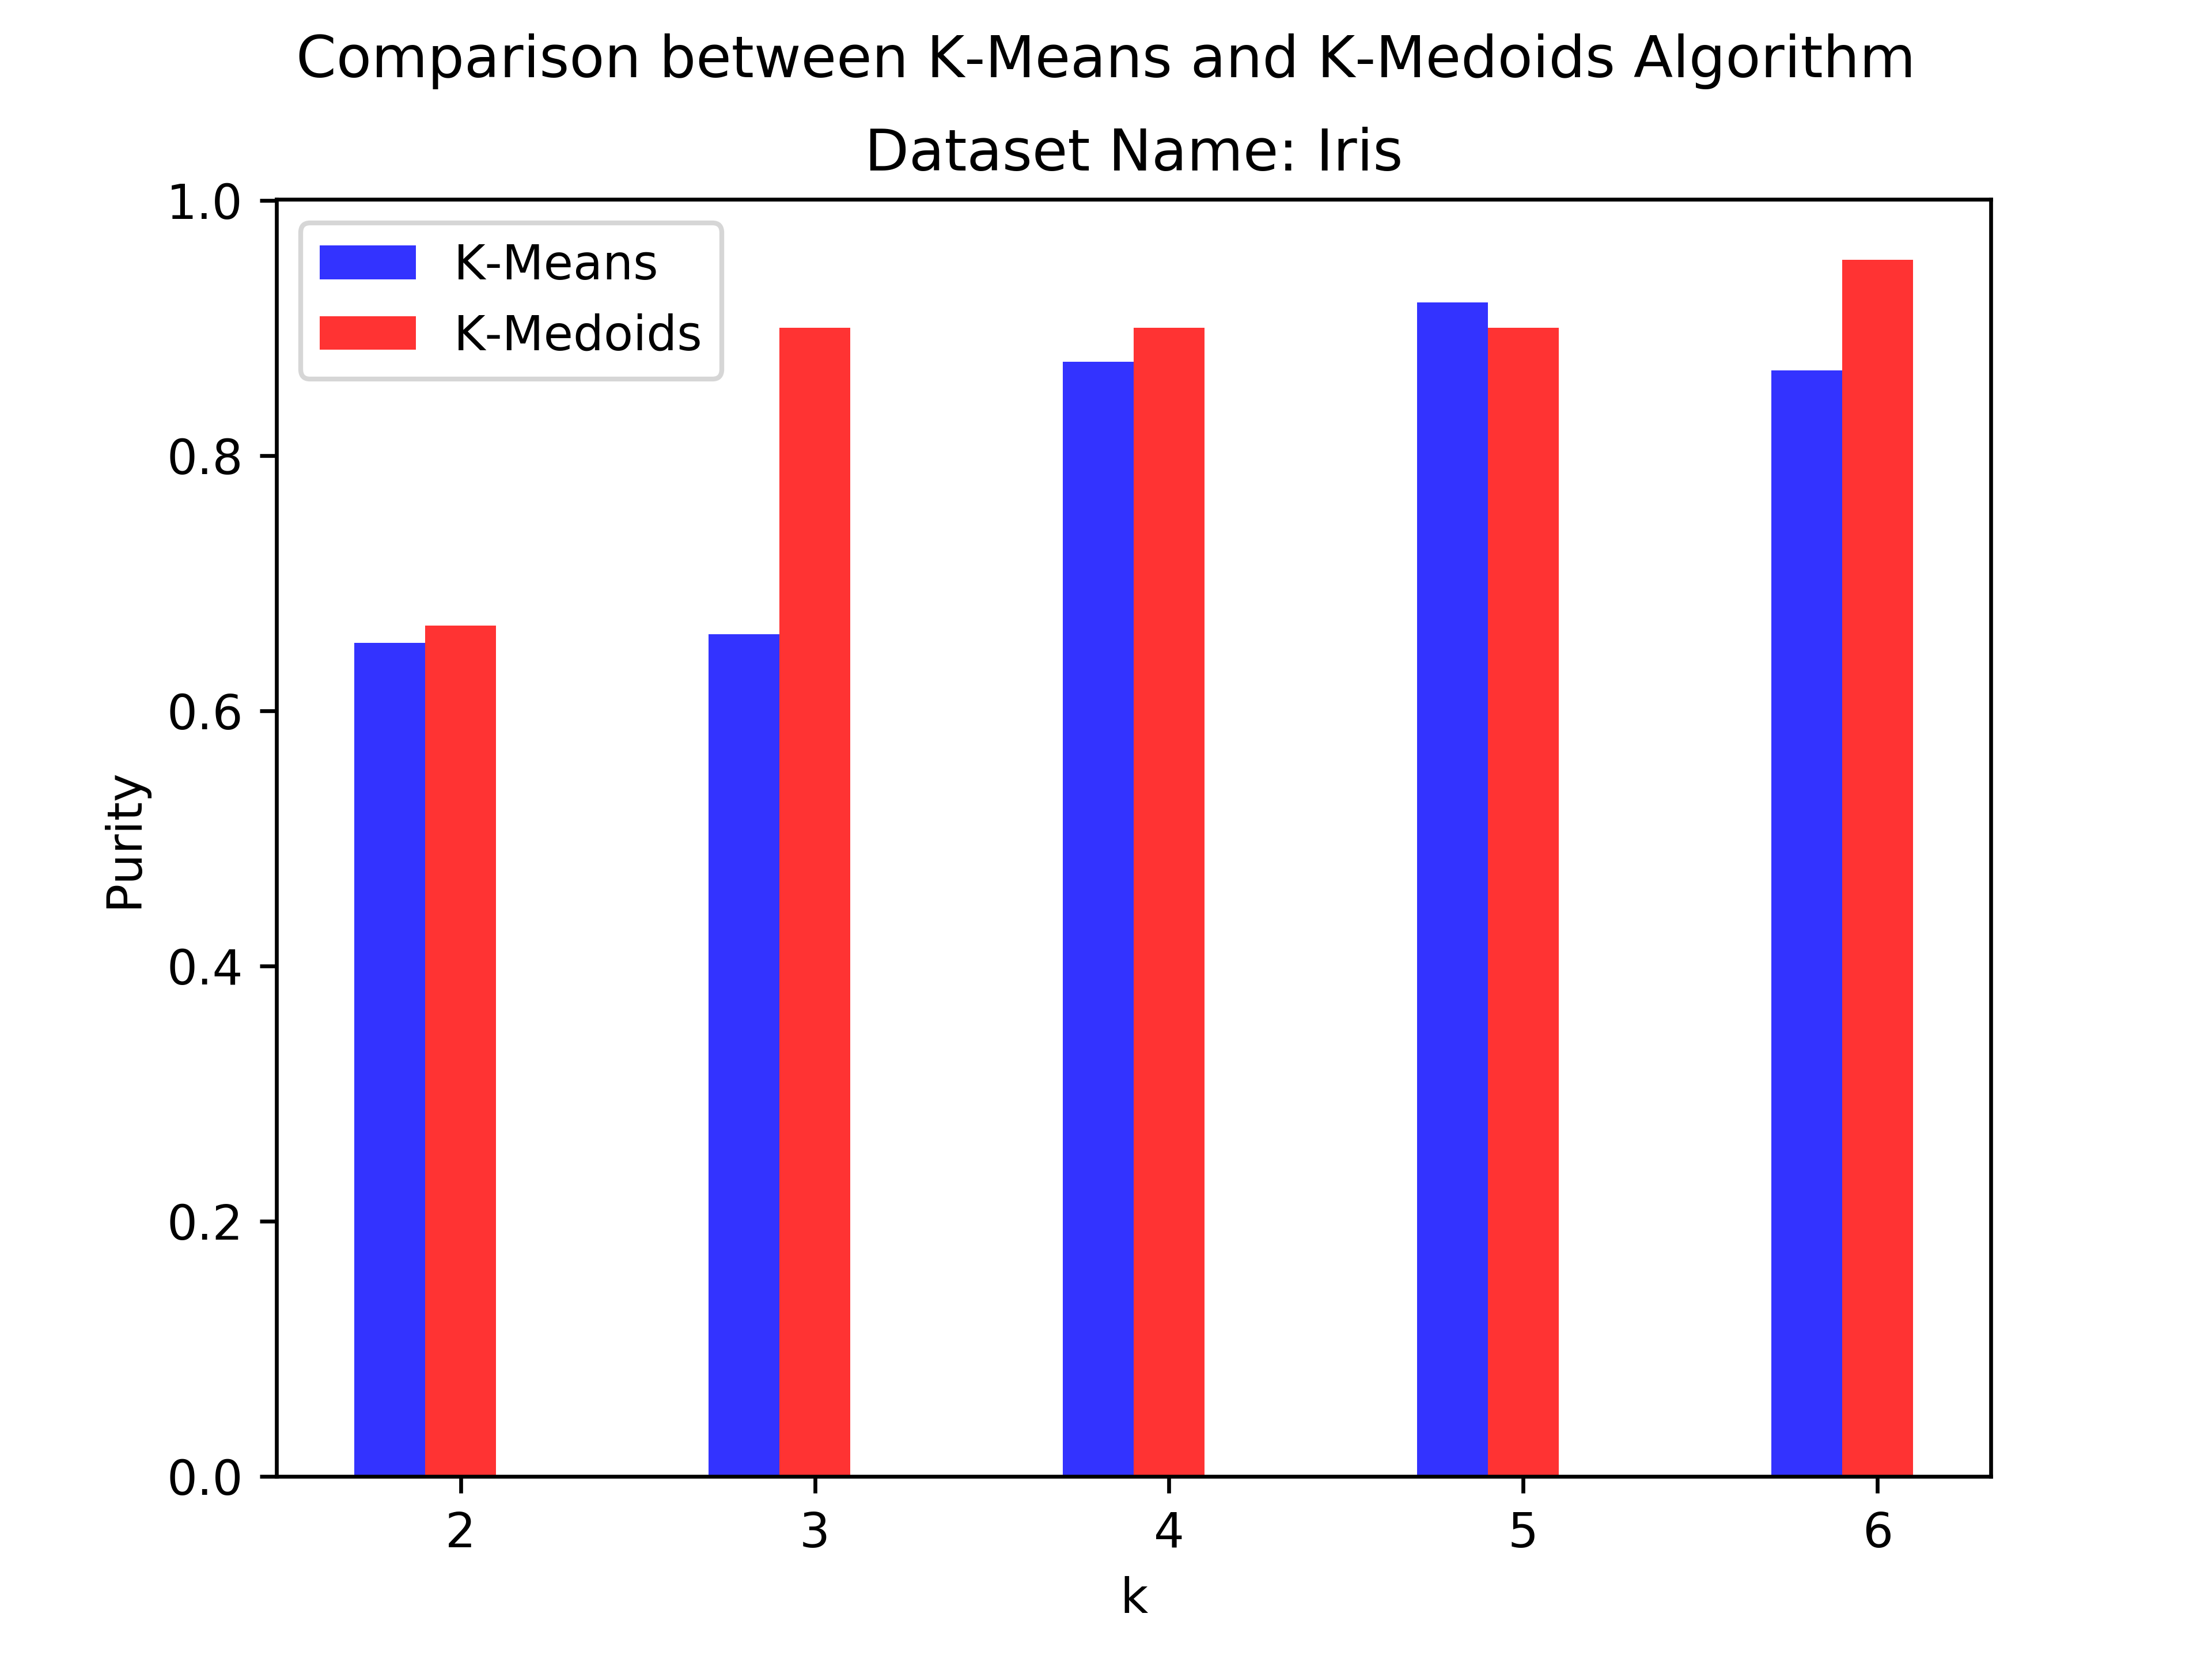 Comparison between K-Means and K-Medoids Algorithm
Dataset Name: Iris
K-Means
K-Medoids
1.0
0.8
0.6
0.4
0.2
0.0
Purity
2 3 4 5 6
k